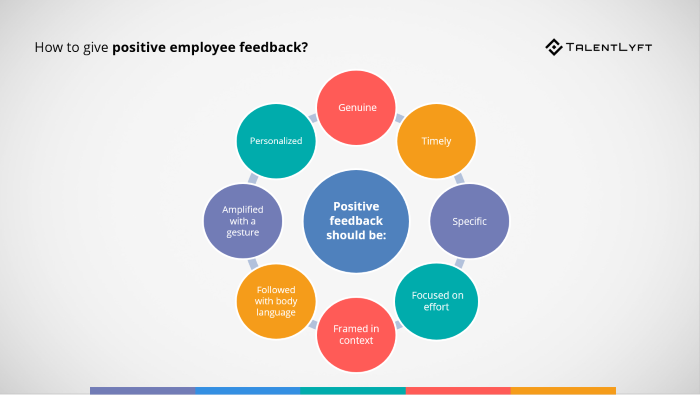 How to give positive employee feedback?
TALENTLYFT
Genuine
Timely
Specific
Focused on
effort
Framed in
context
Followed
with body
language
Amplified
with a
gesture
Personalized
Positive
feedback
should be: